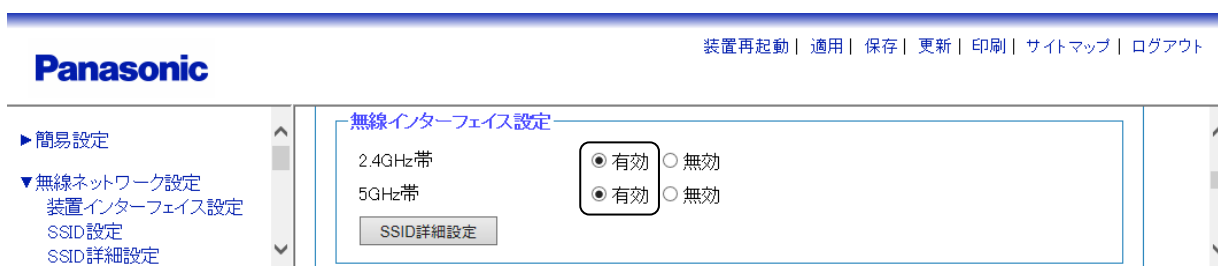 装置再起動| 適用| 保存| 更新| 印刷| サイトマップ| ログアウト
Panasonic
►簡易設定
▼無線ネットワーク設定
装置インターフェイス設定
SSID設定
SSID詳細設定
無線インターフェイス設定
2.4GHz帯 有効 無効
5GHz帯 有効 無効
SSID詳細設定